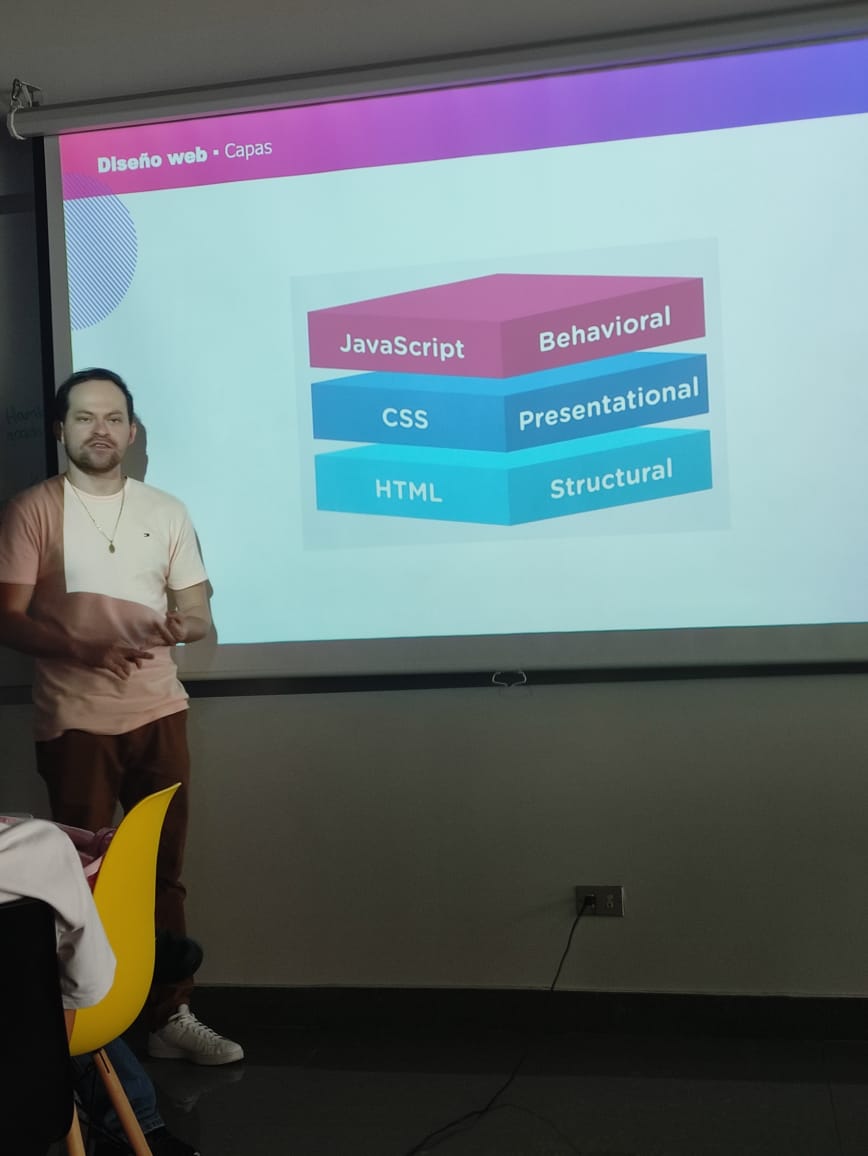 Diseño web ▪ Capas
JavaScript
Behavioral
CSS
Presentational
HTML
Structural